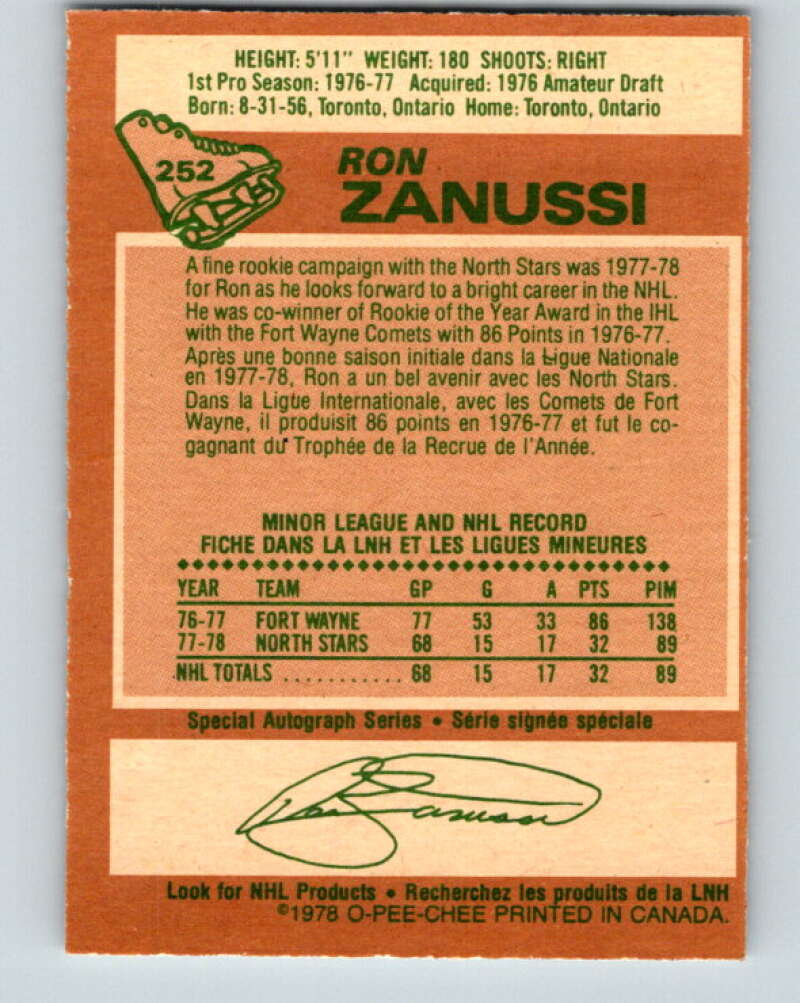 HEIGHT: 5'11" WEIGHT: 180 SHOOTS: RIGHT
1st Pro Season: 1976-77 Acquired: 1976 Amateur Draft
Born: 8-31-56, Toronto, Ontario Home: Toronto, Ontario
252
RON
ZANUSSI
A fine rookie campaign with the North Stars was 1977-78
for Ron as he looks forward to a bright career in the NHL.
He was co-winner of Rookie of the Year Award in the IHL
with the Fort Wayne Comets with 86 Points in 1976-77.
Après une bonne saison initiale dans la Ligue Nationale
en 1977-78, Ron a un bel avenir avec les North Stars.
Dans la Ligue Internationale, avec les Comets de Fort
Wayne, il produisit 86 points en 1976-77 et fut le co-
gagnant du Trophée de la Recrue de l'Année.
MINOR LEAGUE AND NHL RECORD
FICHE DANS LA LNH ET LES LIGUES MINEURES
YEAR TEAM GP G A PTS PIM
76-77 FORT WAYNE 77 53 33 86 138
77-78 NORTH STARS 68 15 17 32 89
NHL TOTALS ........... 68 15 17 32 89
Special Autograph Series • Série signée spéciale
Ron Zanussi
Look for NHL Products • Recherchez les produits de la LNH
©1978 O-PEE-CHEE PRINTED IN CANADA.